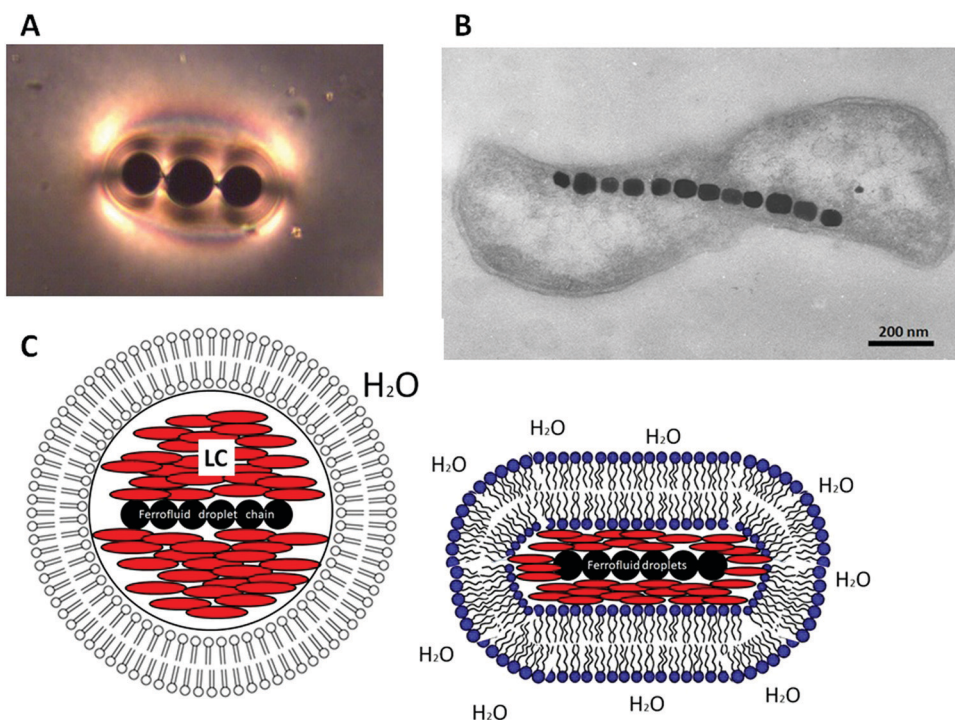 A
B
200 nm
C
H₂O
LC
Ferrofluid droplet chain
H₂O
H₂O
H₂O
H₂O
Ferrofluid droplets
H₂O
H₂O
H₂O
H₂O
H₂O